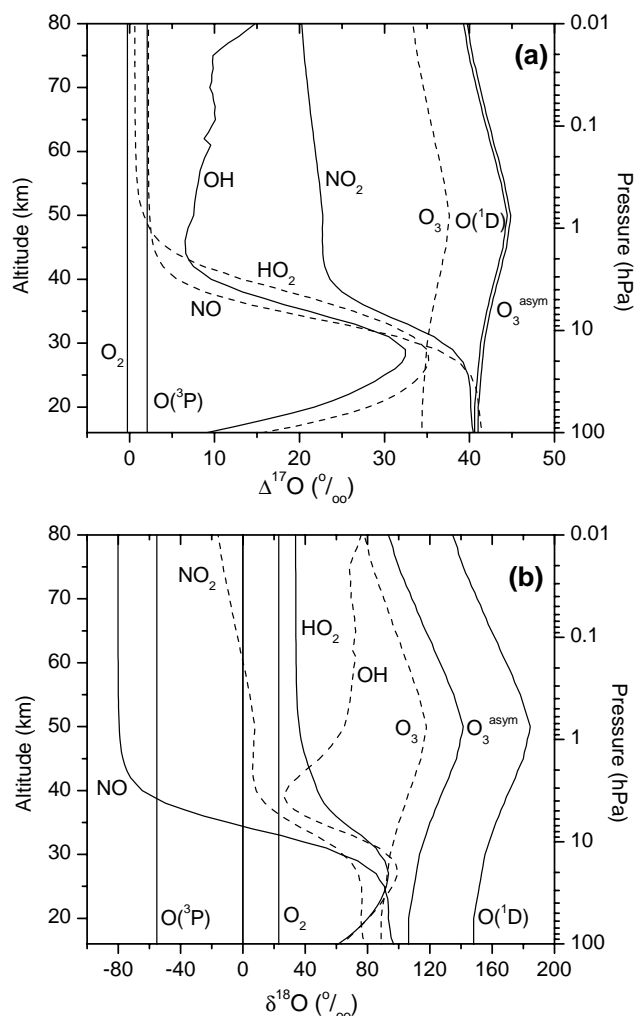 80
70
60
50
40
30
20
Altitude (km)
0.01
0.1
1
10
100
Pressure (hPa)
(a)
OH
NO₂
O₃
O(¹D)
HO₂
NO
O₃ᵃˢʸᵐ
O₂
O(³P)
0 10 20 30 40 50
Δ¹⁷O (º/ₒₒ)
80
70
60
50
40
30
20
Altitude (km)
0.01
0.1
1
10
100
Pressure (hPa)
(b)
NO₂
HO₂
OH
O₃
O₃ᵃˢʸᵐ
NO
O(³P)
O₂
O(¹D)
-80 -40 0 40 80 120 160 200
δ¹⁸O (º/ₒₒ)